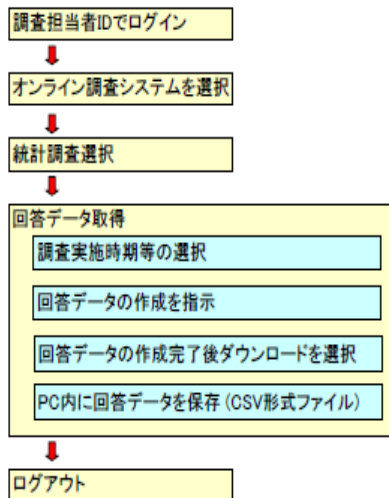 調査担当者IDでログイン
オンライン調査システムを選択
統計調査選択
回答データ取得
調査実施時期等の選択
回答データの作成を指示
回答データの作成完了後ダウンロードを選択
PC内に回答データを保存(CSV形式ファイル)
ログアウト